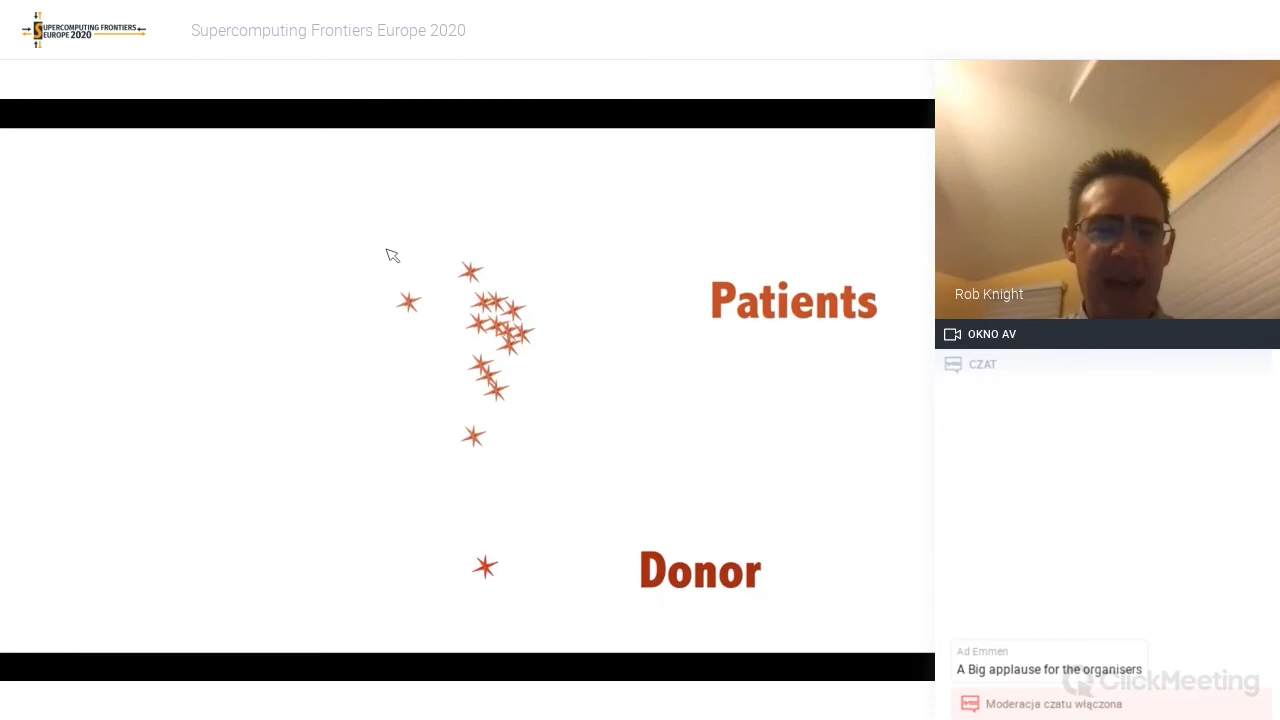 SUPERCOMPUTING FRONTIERS
EUROPE 2020
Supercomputing Frontiers Europe 2020
Patients
Donor
Rob Knight
OKNO AV
CZAT
Ad Emmen
A Big applause for the organisers
ClickMeeting
Moderacja czatu włączona